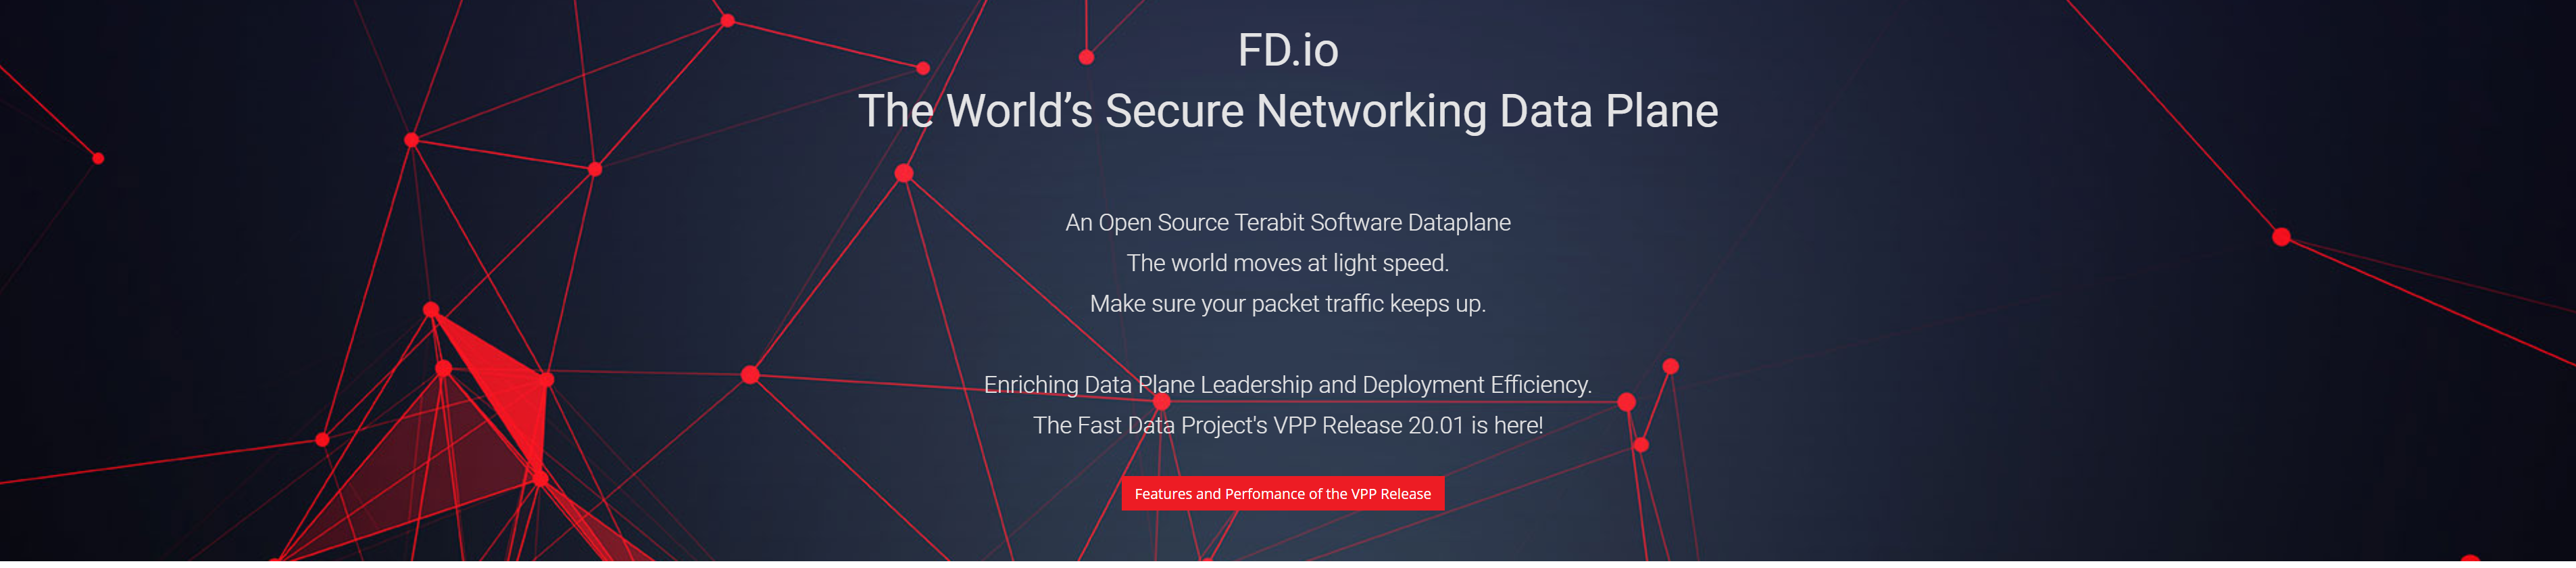 FD.io
The World’s Secure Networking Data Plane
An Open Source Terabit Software Dataplane
The world moves at light speed.
Make sure your packet traffic keeps up.
Enriching Data Plane Leadership and Deployment Efficiency.
The Fast Data Project's VPP Release 20.01 is here!
Features and Perfomance of the VPP Release